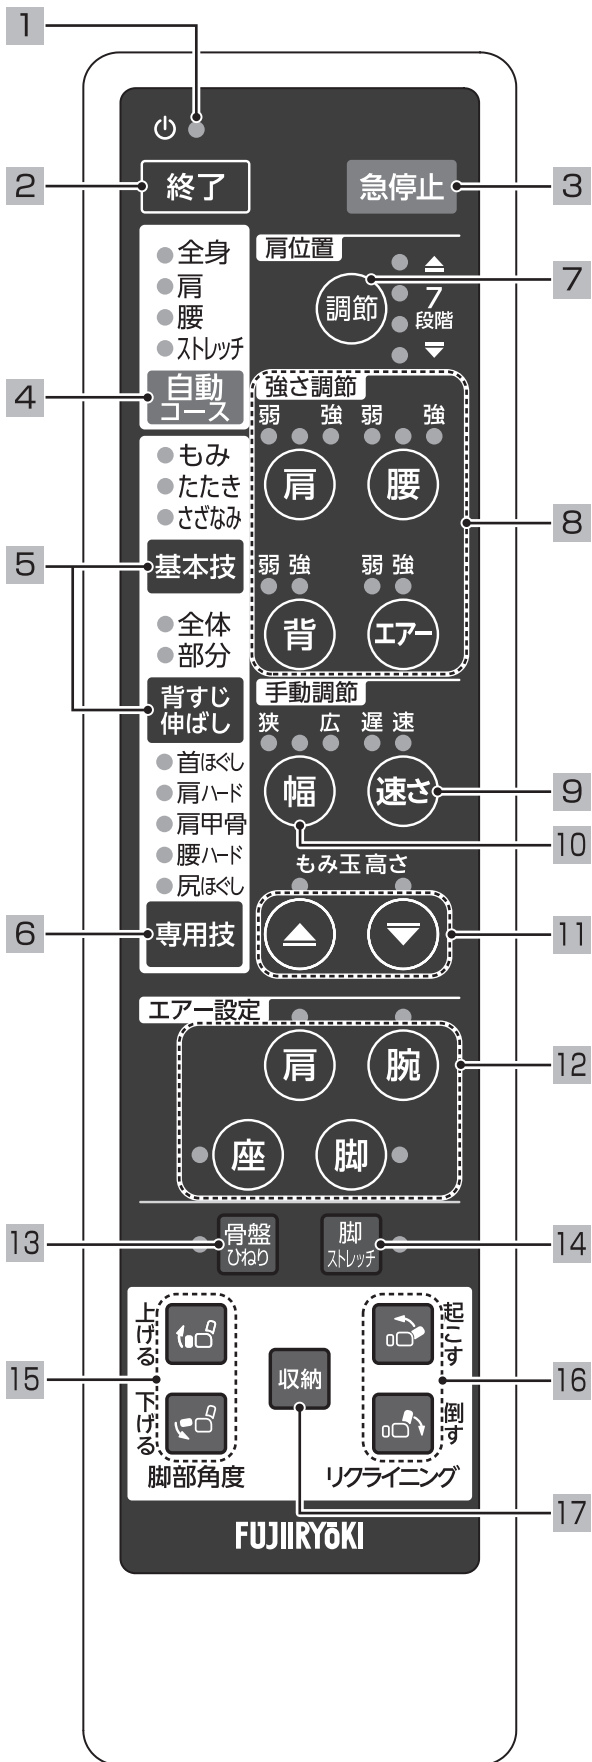 1
2
終了
急停止
3
全身
肩
腰
ストレッチ
自動
コース
4
肩位置
調節
7
段階
7
強さ調節
弱 強
弱 強
肩
腰
弱 強
弱 強
背
エアー
8
もみ
たたき
さざなみ
基本技
5
全体
部分
背すじ
伸ばし
手動調節
狭 広
遅 速
幅
速さ
9
10
首ほぐし
肩ハード
肩甲骨
腰ハード
尻ほぐし
専用技
6
もみ玉高さ
11
エアー設定
肩
腕
座
脚
12
13
骨盤
ひねり
脚
ストレッチ
14
上げる
下げる
15
脚部角度
収納
起こす
倒す
16
リクライニング
17
FUJIIRYōKI